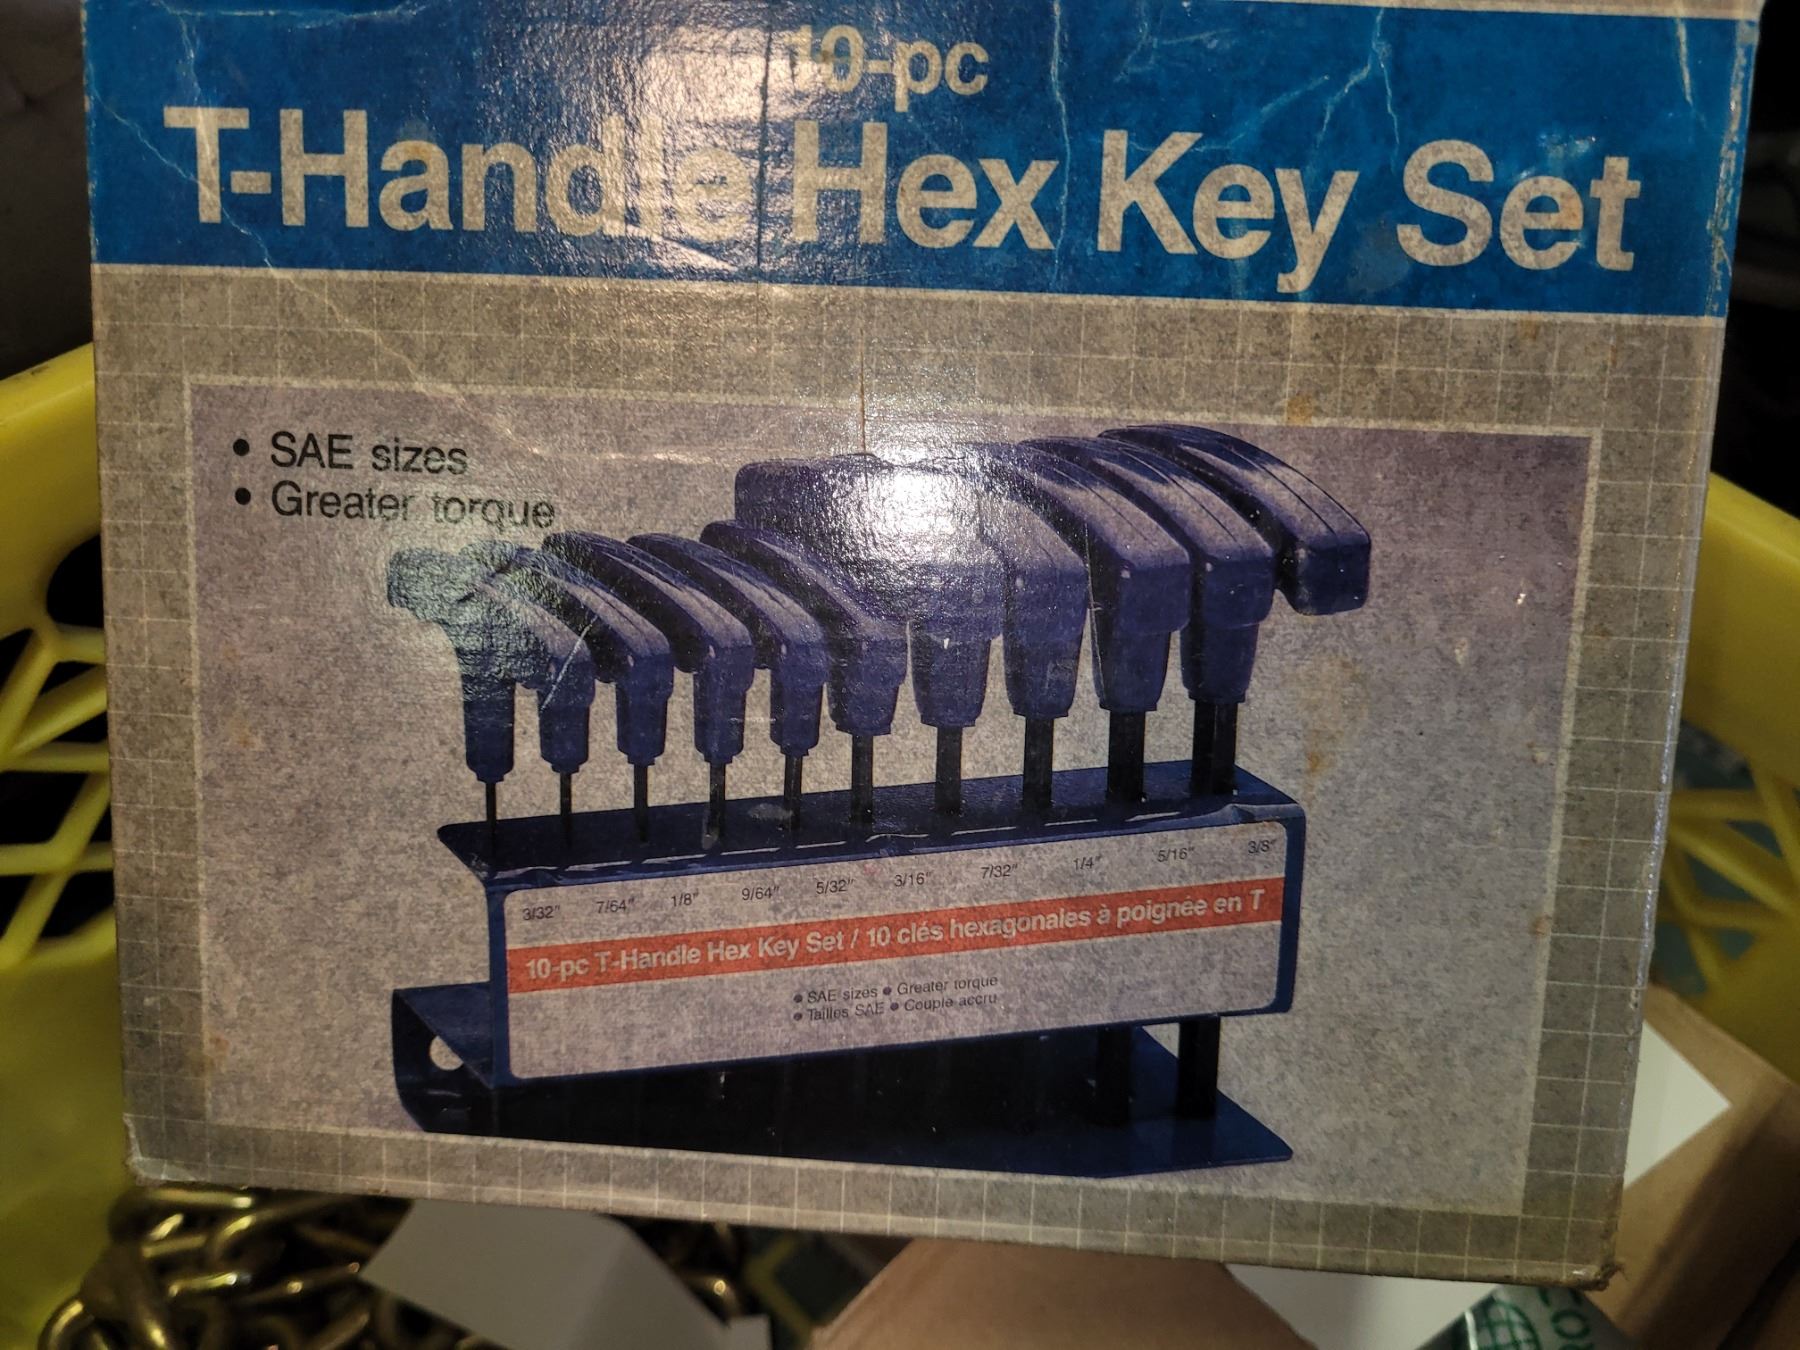 10-pc
T-Handle Hex Key Set
• SAE sizes
• Greater torque
3/32" 7/64" 1/8" 9/64" 5/32" 3/16" 7/32" 1/4" 5/16" 3/8"
10-pc T-Handle Hex Key Set / 10 clés hexagonales à poignée en T
• SAE sizes • Greater torque
• Tailles SAE • Couple accru